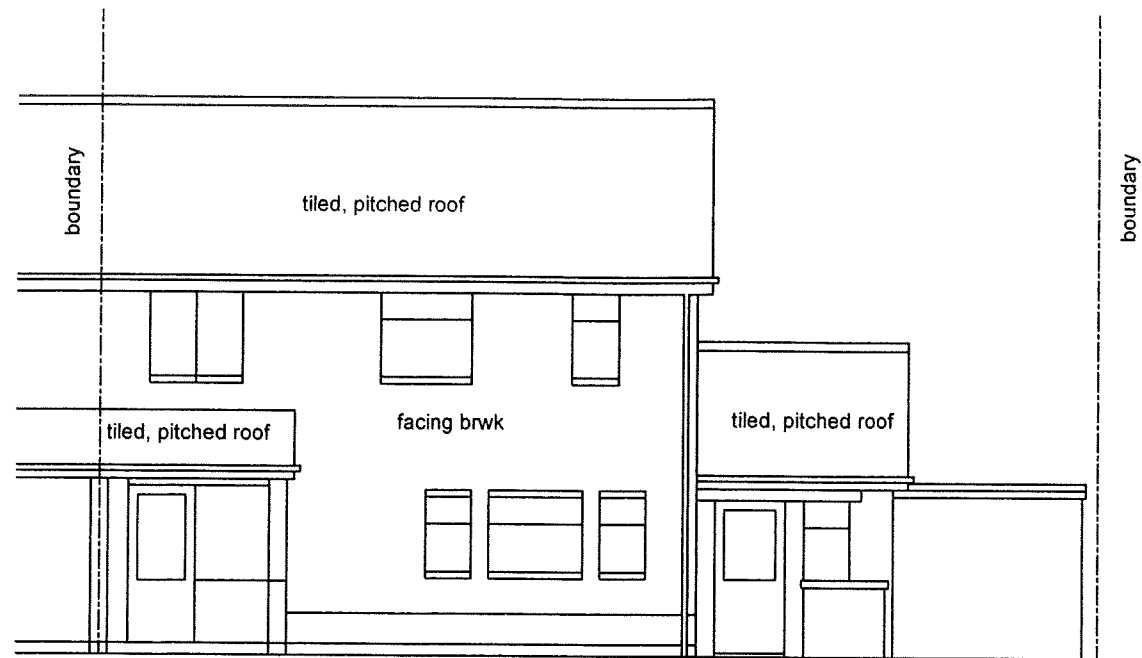 boundary
boundary
tiled, pitched roof
facing brwk
tiled, pitched roof
tiled, pitched roof